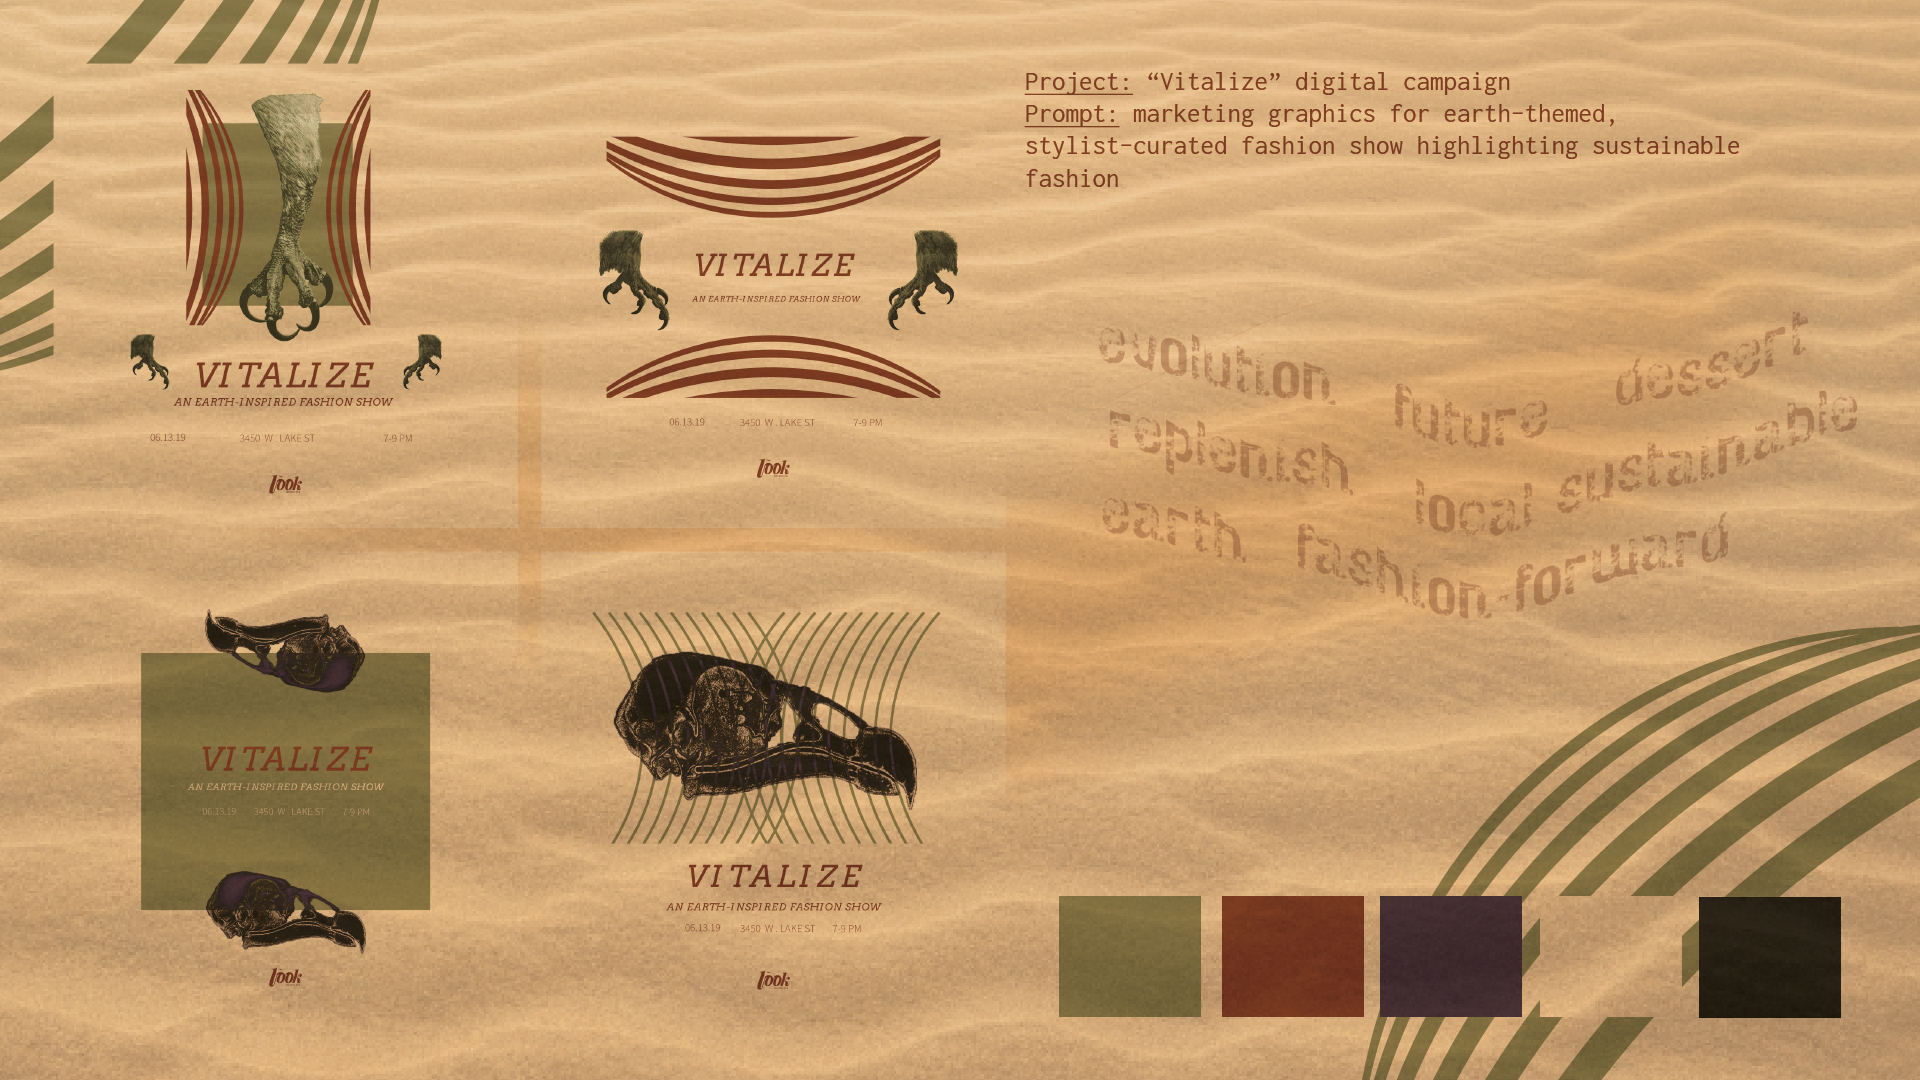 Project: “Vitalize” digital campaign
Prompt: marketing graphics for earth-themed,
stylist-curated fashion show highlighting sustainable
fashion
VITALIZE
AN EARTH-INSPIRED FASHION SHOW
06.13.19 3450 W. LAKE ST 7-9 PM
look
VITALIZE
AN EARTH-INSPIRED FASHION SHOW
06.13.19 3450 W. LAKE ST 7-9 PM
look
evolution future dessert
replenish local sustainable
earth fashion-forward
VITALIZE
AN EARTH-INSPIRED FASHION SHOW
06.13.19 3450 W. LAKE ST 7-9 PM
look
VITALIZE
AN EARTH-INSPIRED FASHION SHOW
06.13.19 3450 W. LAKE ST 7-9 PM
look